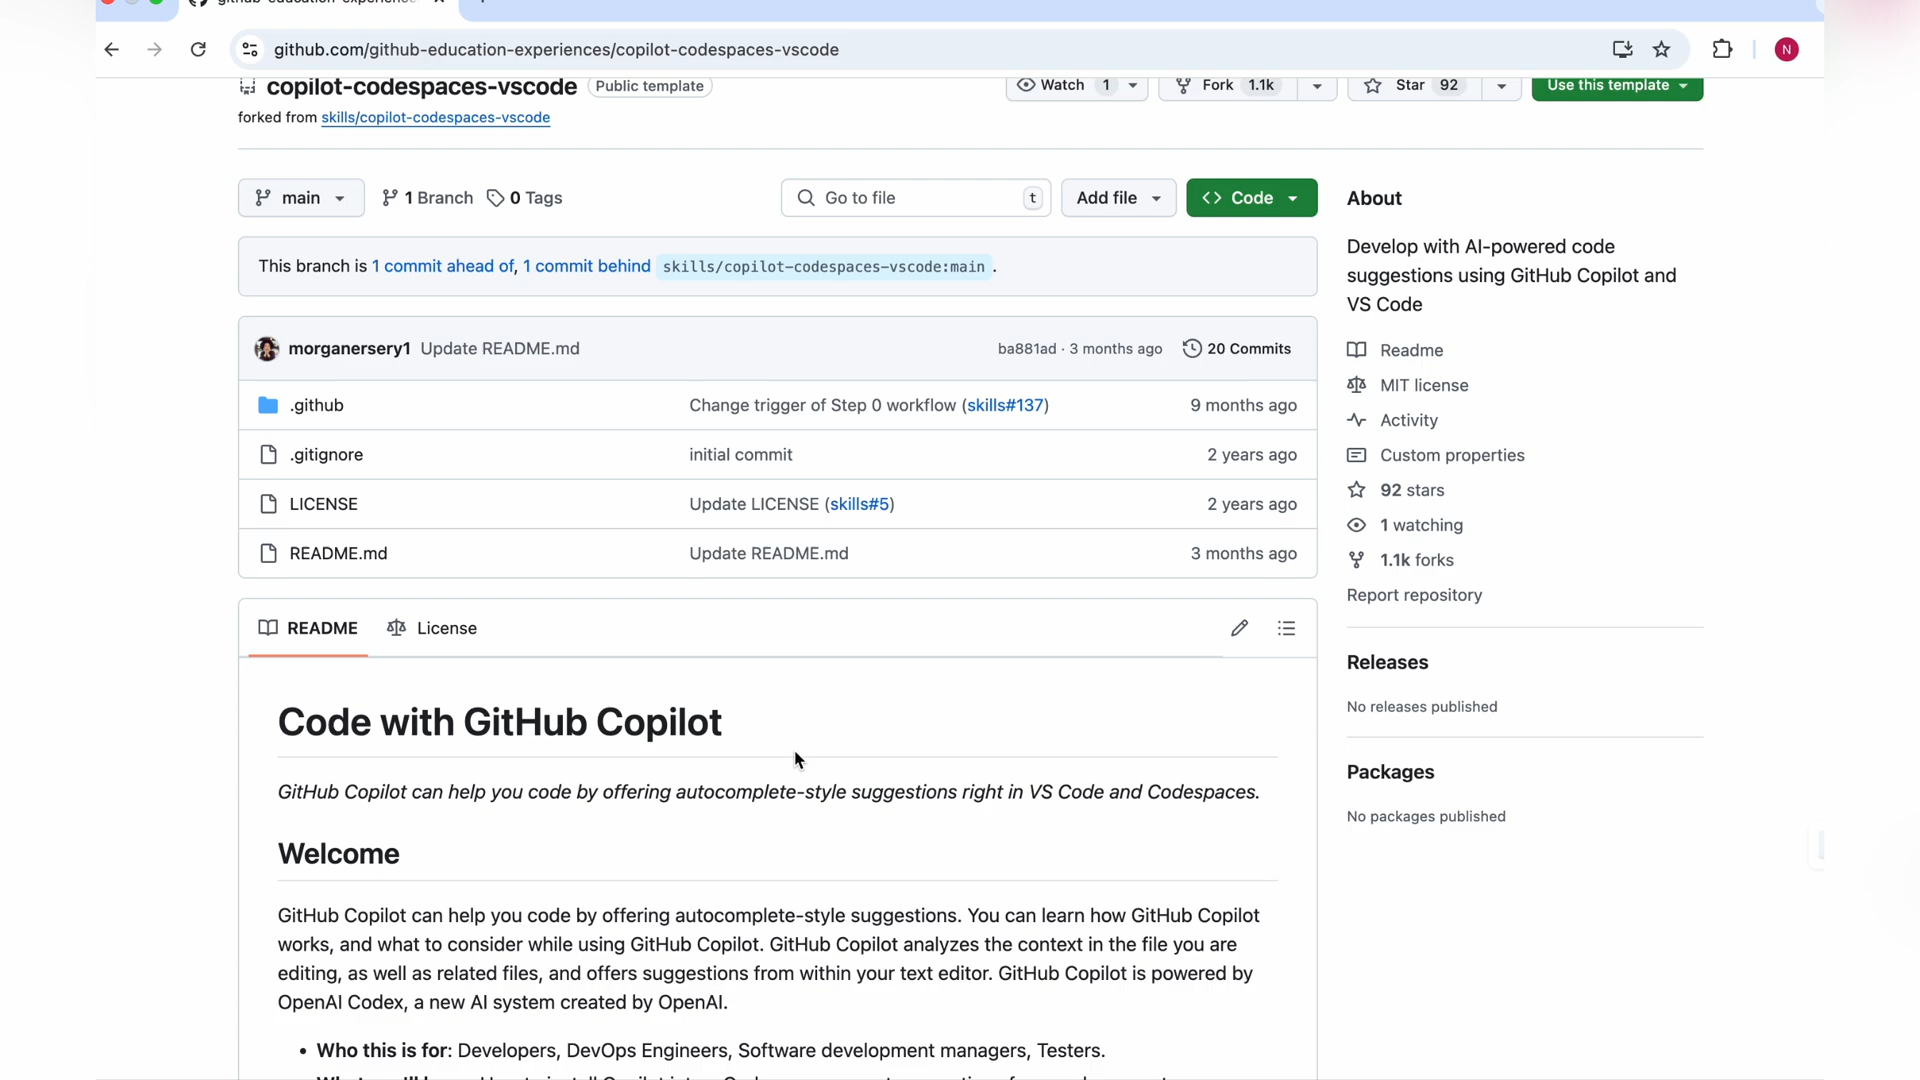 github.com/github-education-experiences/copilot-codespaces-vscode
N
copilot-codespaces-vscode
Public template
Watch 1
Fork 1.1k
Star 92
Use this template
forked from skills/copilot-codespaces-vscode
main
1 Branch
0 Tags
Go to file
t
Add file
Code
This branch is 1 commit ahead of, 1 commit behind skills/copilot-codespaces-vscode:main .
morganersery1 Update README.md
ba881ad · 3 months ago
20 Commits
.github
Change trigger of Step 0 workflow (skills#137)
9 months ago
.gitignore
initial commit
2 years ago
LICENSE
Update LICENSE (skills#5)
2 years ago
README.md
Update README.md
3 months ago
README
License
Code with GitHub Copilot
GitHub Copilot can help you code by offering autocomplete-style suggestions right in VS Code and Codespaces.
Welcome
GitHub Copilot can help you code by offering autocomplete-style suggestions. You can learn how GitHub Copilot
works, and what to consider while using GitHub Copilot. GitHub Copilot analyzes the context in the file you are
editing, as well as related files, and offers suggestions from within your text editor. GitHub Copilot is powered by
OpenAI Codex, a new AI system created by OpenAI.
• Who this is for: Developers, DevOps Engineers, Software development managers, Testers.
About
Develop with AI-powered code
suggestions using GitHub Copilot and
VS Code
Readme
MIT license
Activity
Custom properties
92 stars
1 watching
1.1k forks
Report repository
Releases
No releases published
Packages
No packages published